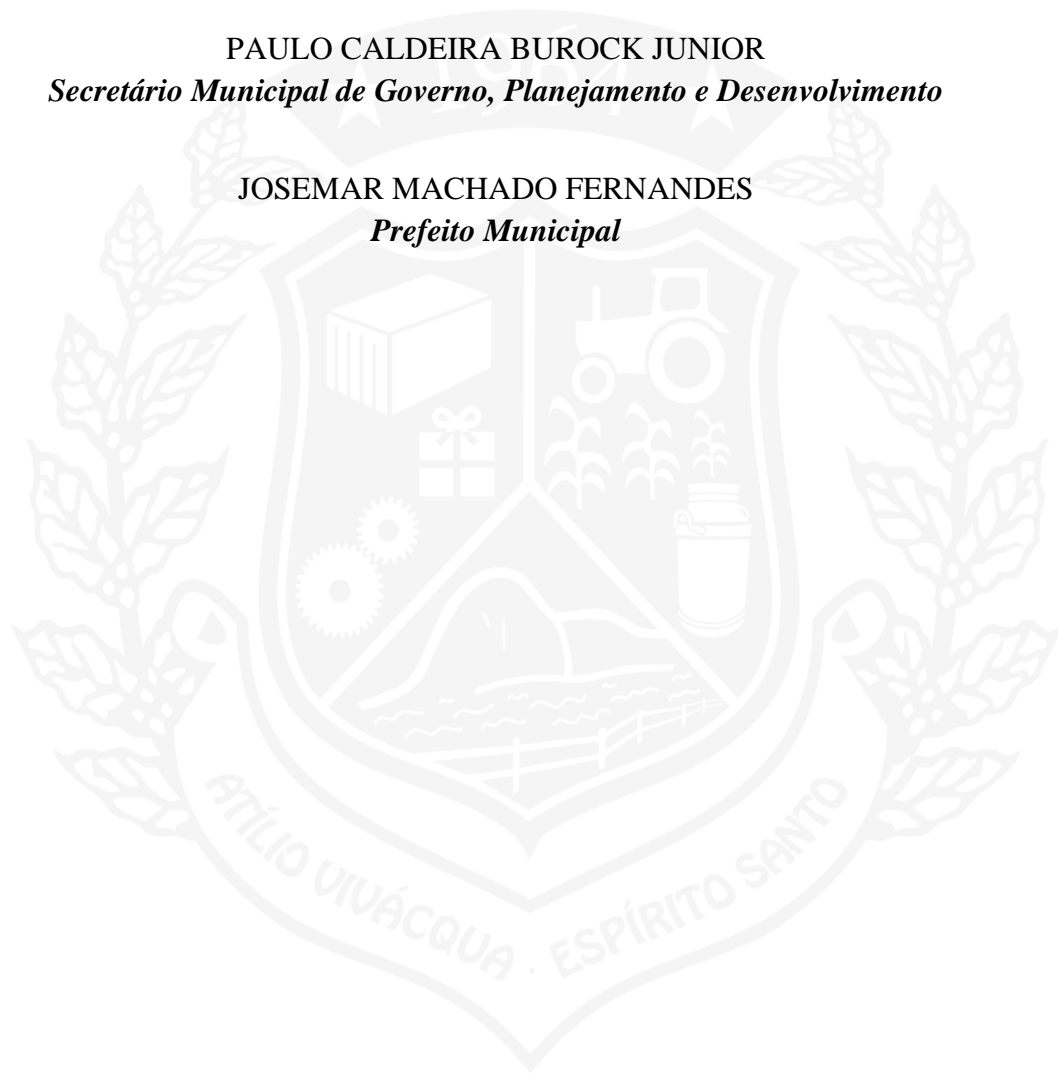 PAULO CALDEIRA BUROCK JUNIOR
Secretário Municipal de Governo, Planejamento e Desenvolvimento
JOSEMAR MACHADO FERNANDES
Prefeito Municipal
1964
ATÍLIO VIVÁCQUA . ESPÍRITO SANTO